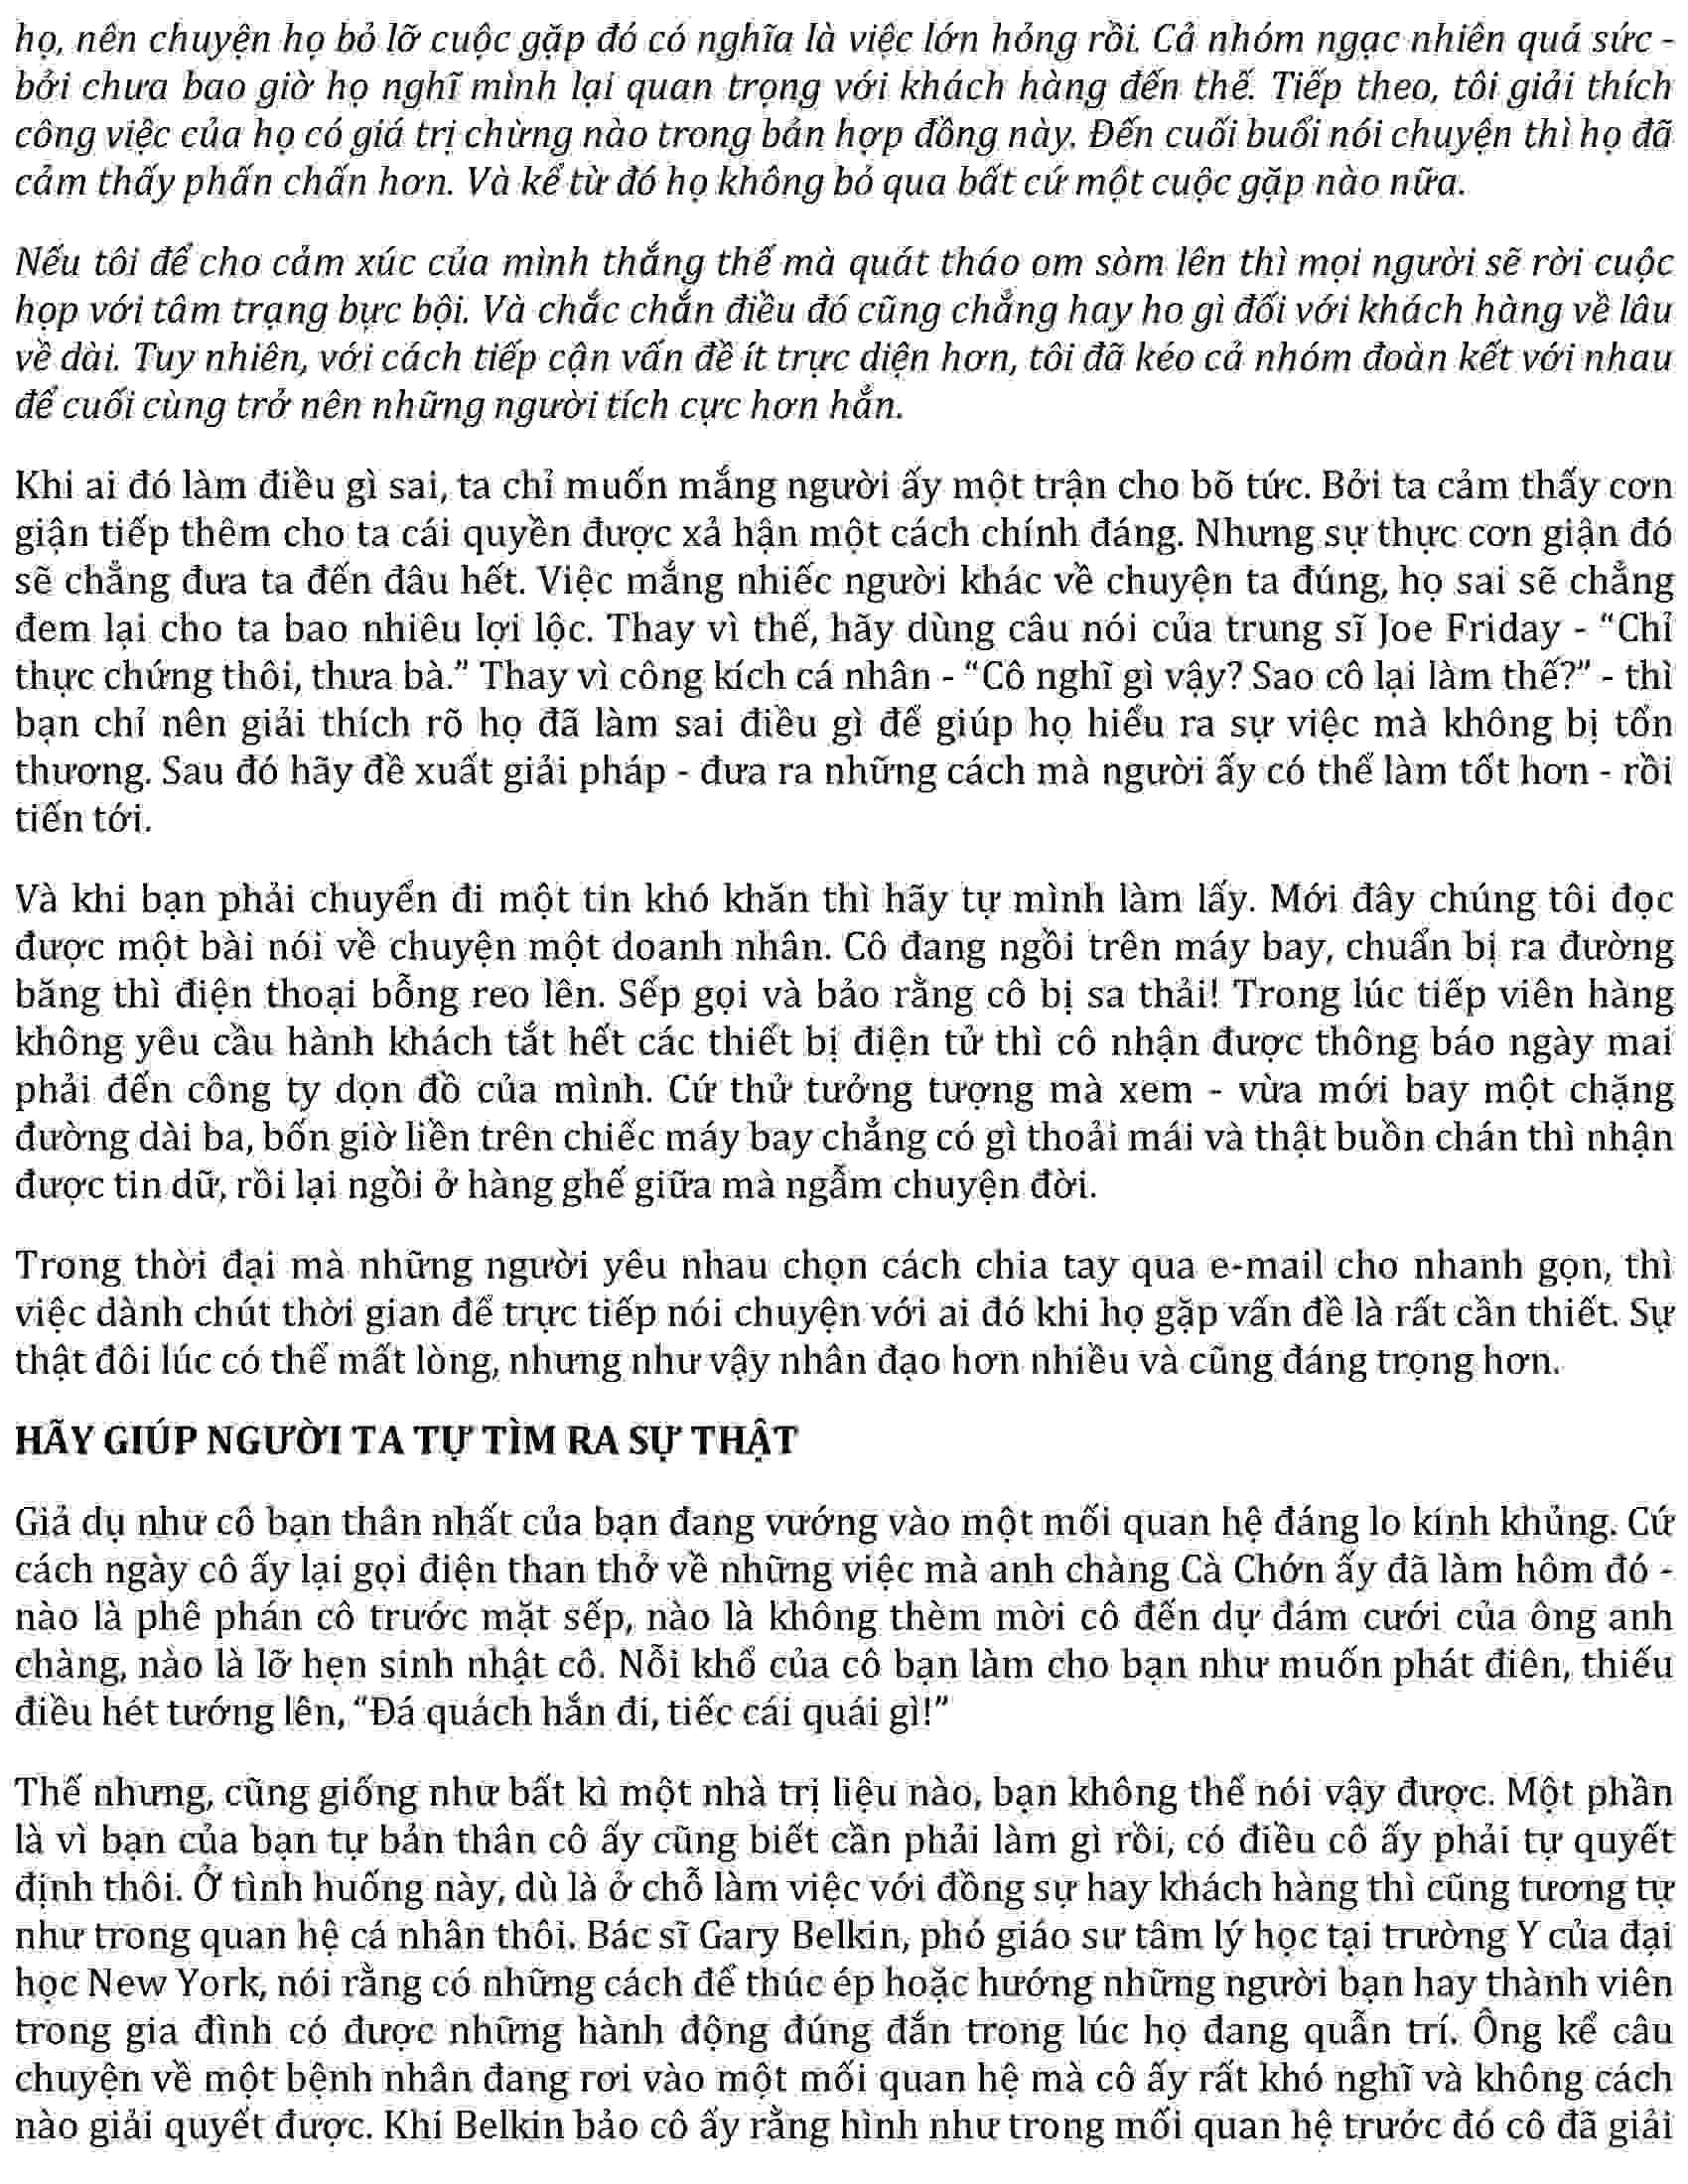 họ, nên chuyện họ bỏ lỡ cuộc gặp đó có nghĩa là việc lớn hỏng rồi. Cả nhóm ngạc nhiên quá sức -
bởi chưa bao giờ họ nghĩ mình lại quan trọng với khách hàng đến thế. Tiếp theo, tôi giải thích
công việc của họ có giá trị chừng nào trong bản hợp đồng này. Đến cuối buổi nói chuyện thì họ đã
cảm thấy phấn chấn hơn. Và kể từ đó họ không bỏ qua bất cứ một cuộc gặp nào nữa.
Nếu tôi để cho cảm xúc của mình thắng thế mà quát tháo om sòm lên thì mọi người sẽ rời cuộc
họp với tâm trạng bực bội. Và chắc chắn điều đó cũng chẳng hay ho gì đối với khách hàng về lâu
về dài. Tuy nhiên, với cách tiếp cận vấn đề ít trực diện hơn, tôi đã kéo cả nhóm đoàn kết với nhau
để cuối cùng trở nên những người tích cực hơn hẳn.
Khi ai đó làm điều gì sai, ta chỉ muốn mắng người ấy một trận cho bõ tức. Bởi ta cảm thấy cơn
giận tiếp thêm cho ta cái quyền được xả hận một cách chính đáng. Nhưng sự thực cơn giận đó
sẽ chẳng đưa ta đến đâu hết. Việc mắng nhiếc người khác về chuyện ta đúng, họ sai sẽ chẳng
đem lại cho ta bao nhiêu lợi lộc. Thay vì thế, hãy dùng câu nói của trung sĩ Joe Friday - “Chỉ
thực chứng thôi, thưa bà.” Thay vì công kích cá nhân - “Cô nghĩ gì vậy? Sao cô lại làm thế?” - thì
bạn chỉ nên giải thích rõ họ đã làm sai điều gì để giúp họ hiểu ra sự việc mà không bị tổn
thương. Sau đó hãy đề xuất giải pháp - đưa ra những cách mà người ấy có thể làm tốt hơn - rồi
tiến tới.
Và khi bạn phải chuyển đi một tin khó khăn thì hãy tự mình làm lấy. Mới đây chúng tôi đọc
được một bài nói về chuyện một doanh nhân. Cô đang ngồi trên máy bay, chuẩn bị ra đường
băng thì điện thoại bỗng reo lên. Sếp gọi và bảo rằng cô bị sa thải! Trong lúc tiếp viên hàng
không yêu cầu hành khách tắt hết các thiết bị điện tử thì cô nhận được thông báo ngày mai
phải đến công ty dọn đồ của mình. Cứ thử tưởng tượng mà xem - vừa mới bay một chặng
đường dài ba, bốn giờ liền trên chiếc máy bay chẳng có gì thoải mái và thật buồn chán thì nhận
được tin dữ, rồi lại ngồi ở hàng ghế giữa mà ngẫm chuyện đời.
Trong thời đại mà những người yêu nhau chọn cách chia tay qua e-mail cho nhanh gọn, thì
việc dành chút thời gian để trực tiếp nói chuyện với ai đó khi họ gặp vấn đề là rất cần thiết. Sự
thật đôi lúc có thể mất lòng, nhưng như vậy nhân đạo hơn nhiều và cũng đáng trọng hơn.
HÃY GIÚP NGƯỜI TA TỰ TÌM RA SỰ THẬT
Giả dụ như cô bạn thân nhất của bạn đang vướng vào một mối quan hệ đáng lo kính khủng. Cứ
cách ngày cô ấy lại gọi điện than thở về những việc mà anh chàng Cà Chớn ấy đã làm hôm đó -
nào là phê phán cô trước mặt sếp, nào là không thèm mời cô đến dự đám cưới của ông anh
chàng, nào là lỡ hẹn sinh nhật cô. Nỗi khổ của cô bạn làm cho bạn như muốn phát điên, thiếu
điều hét tướng lên, “Đá quách hắn đi, tiếc cái quái gì!”
Thế nhưng, cũng giống như bất kì một nhà trị liệu nào, bạn không thể nói vậy được. Một phần
là vì bạn của bạn tự bản thân cô ấy cũng biết cần phải làm gì rồi, có điều cô ấy phải tự quyết
định thôi. Ở tình huống này, dù là ở chỗ làm việc với đồng sự hay khách hàng thì cũng tương tự
như trong quan hệ cá nhân thôi. Bác sĩ Gary Belkin, phó giáo sư tâm lý học tại trường Y của đại
học New York, nói rằng có những cách để thúc ép hoặc hướng những người bạn hay thành viên
trong gia đình có được những hành động đúng đắn trong lúc họ đang quẫn trí. Ông kể câu
chuyện về một bệnh nhân đang rơi vào một mối quan hệ mà cô ấy rất khó nghĩ và không cách
nào giải quyết được. Khi Belkin bảo cô ấy rằng hình như trong mối quan hệ trước đó cô đã giải